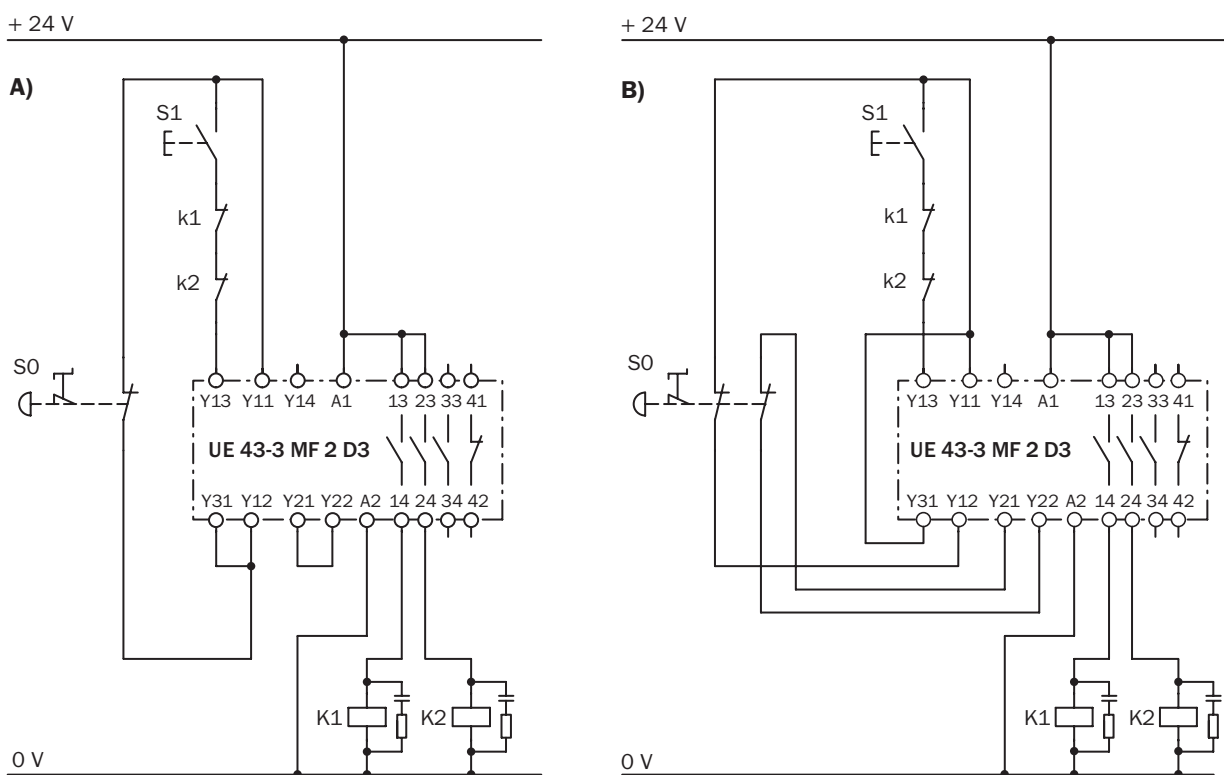 + 24 V
A)
S1
k1
k2
S0
Y13 Y11 Y14 A1 13 23 33 41
UE 43-3 MF 2 D3
Y31 Y12 Y21 Y22 A2 14 24 34 42
K1 K2
0 V
+ 24 V
B)
S1
k1
k2
S0
Y13 Y11 Y14 A1 13 23 33 41
UE 43-3 MF 2 D3
Y31 Y12 Y21 Y22 A2 14 24 34 42
K1 K2
0 V